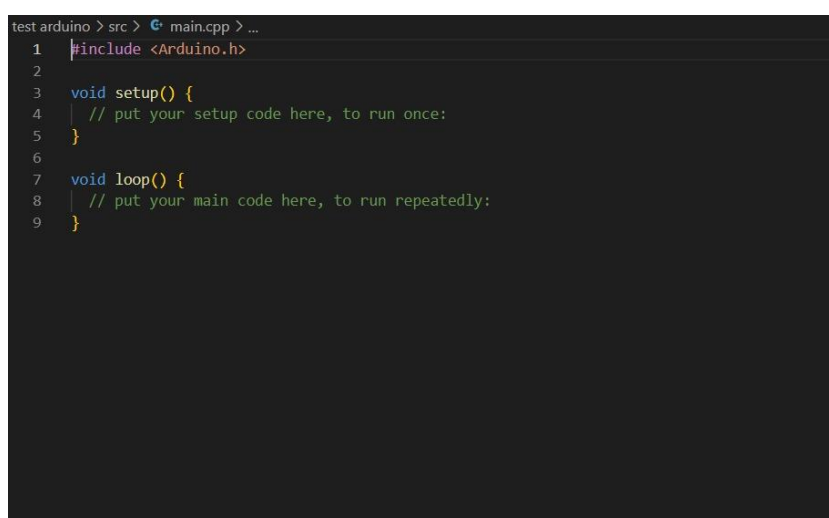 test arduino > src > main.cpp > ...
1 #include <Arduino.h>
2
3 void setup() {
4 // put your setup code here, to run once:
5 }
6
7 void loop() {
8 // put your main code here, to run repeatedly:
9 }